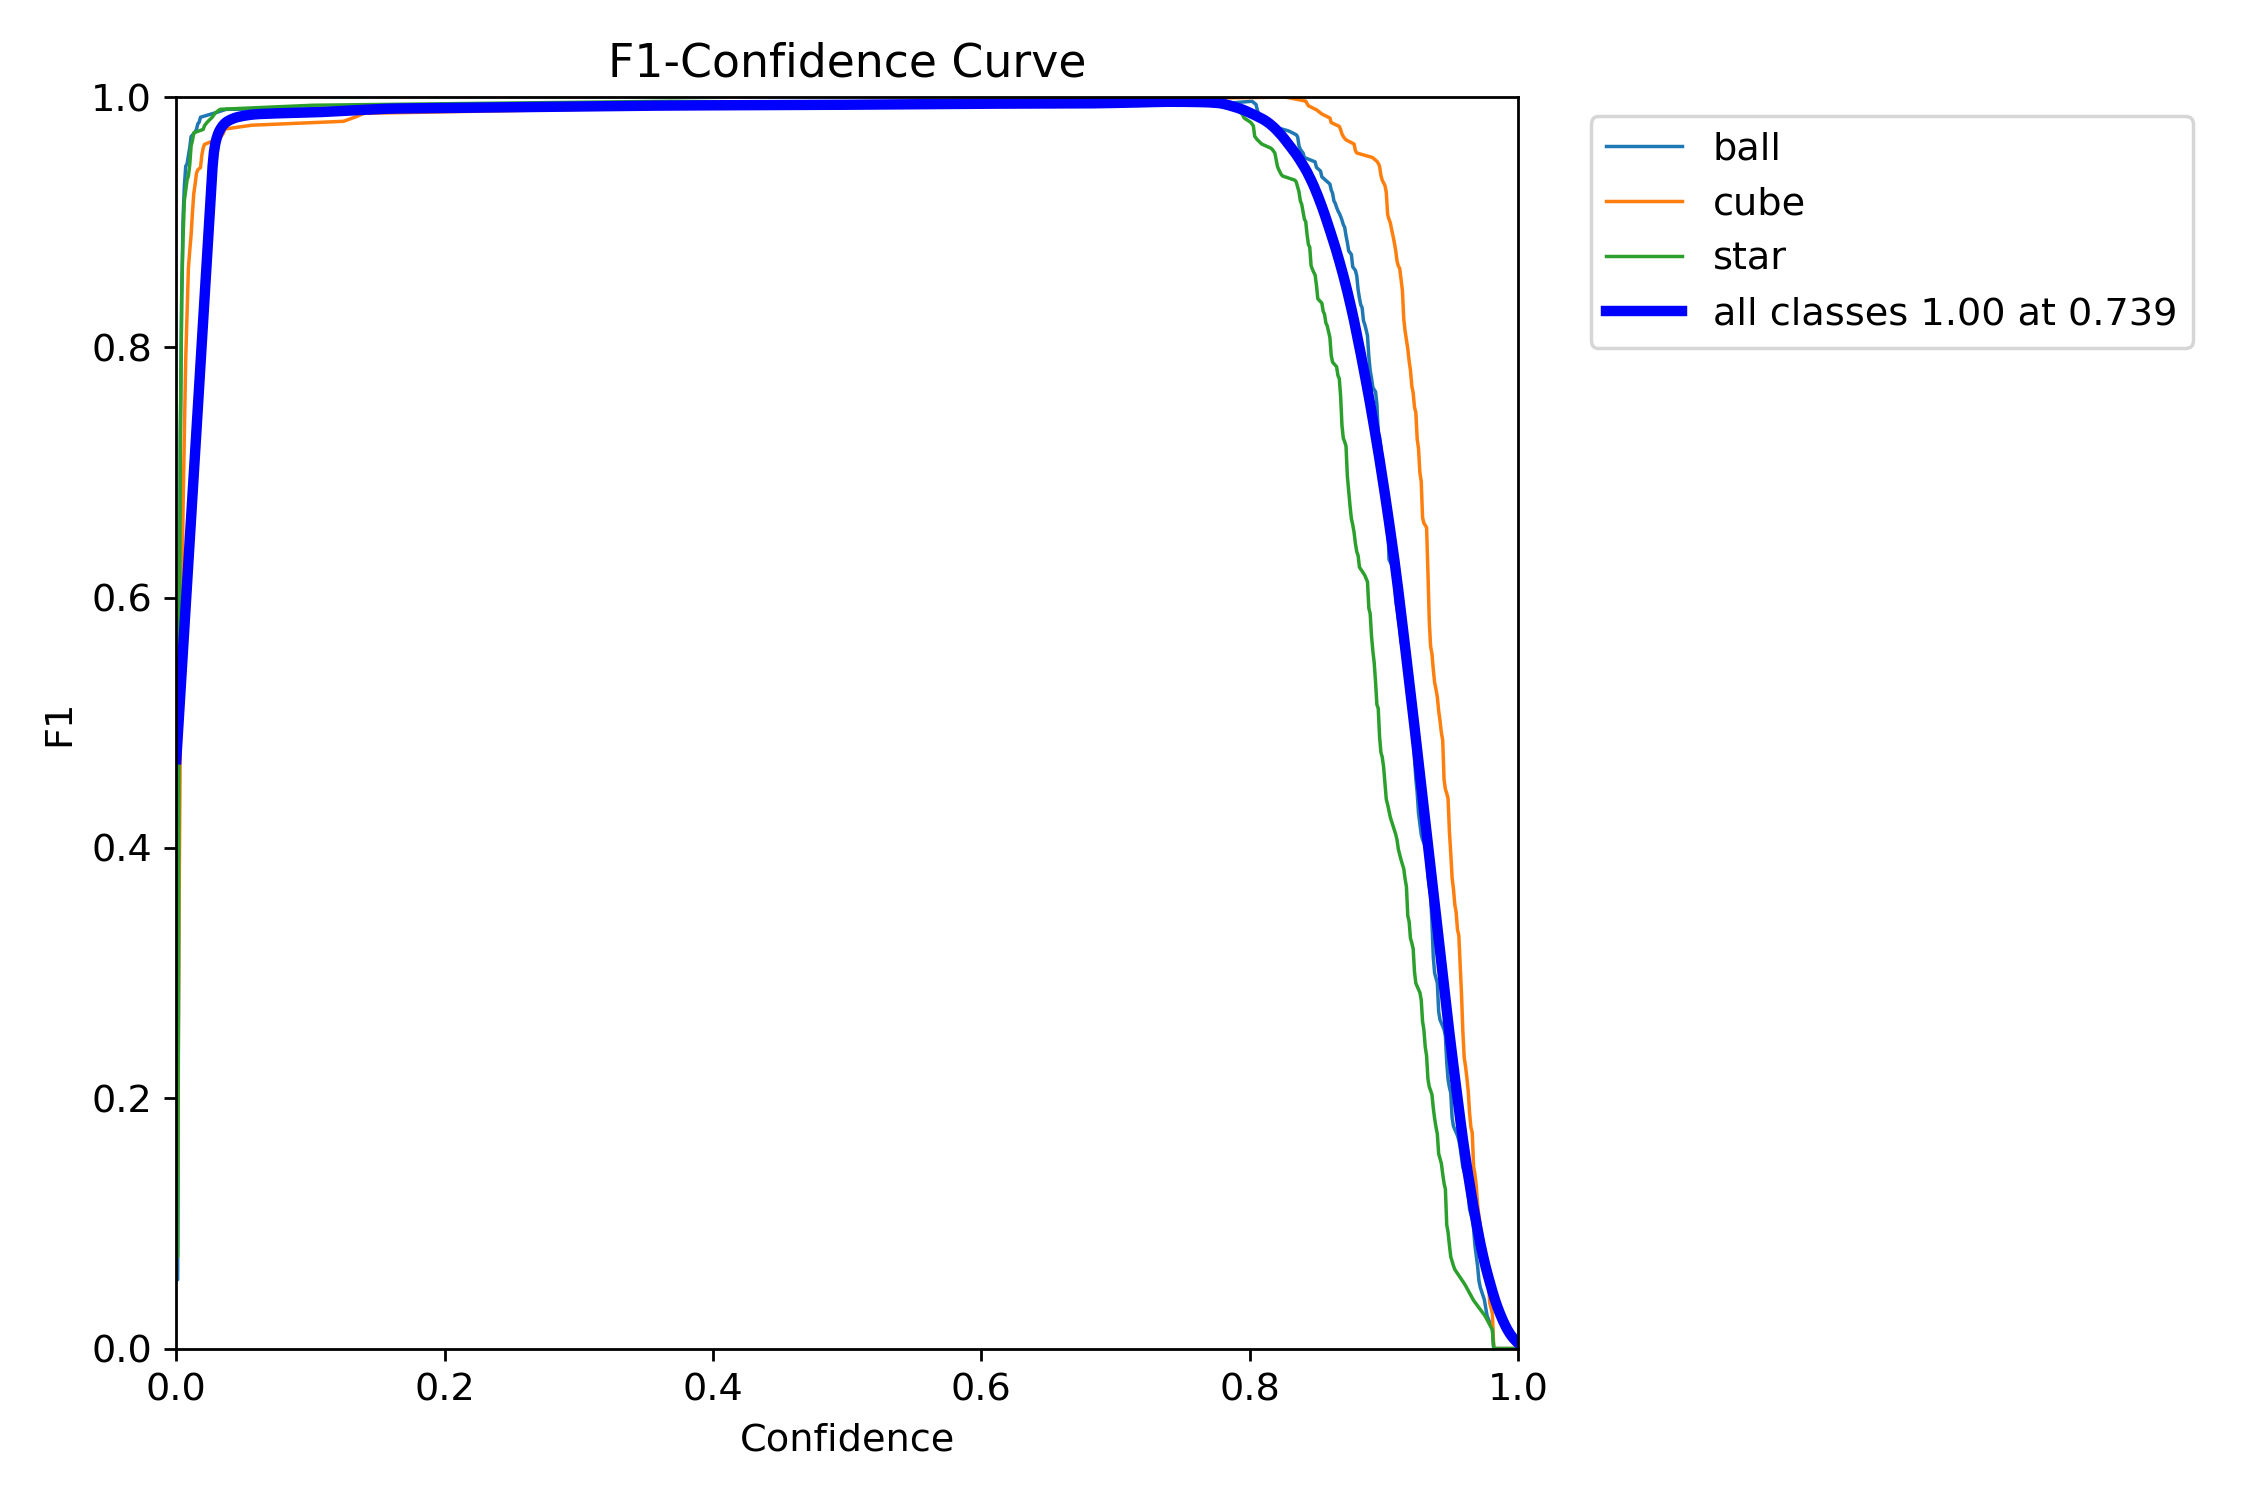 F1-Confidence Curve
1.0
0.8
0.6
0.4
0.2
0.0
F1
0.0 0.2 0.4 0.6 0.8 1.0
Confidence
ball
cube
star
all classes 1.00 at 0.739